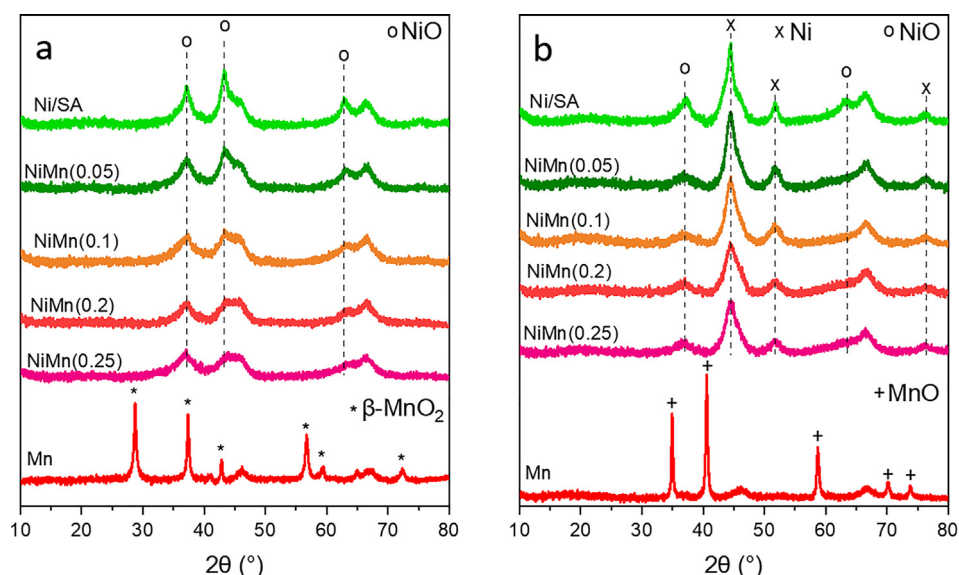 a
o NiO
o o o
Ni/SA
NiMn(0.05)
NiMn(0.1)
NiMn(0.2)
NiMn(0.25)
* β-MnO₂
* * * * * *
Mn
10 20 30 40 50 60 70 80
2θ (°)
b
x Ni o NiO
o x x o x
Ni/SA
NiMn(0.05)
NiMn(0.1)
NiMn(0.2)
NiMn(0.25)
+ MnO
+ + + + +
Mn
10 20 30 40 50 60 70 80
2θ (°)